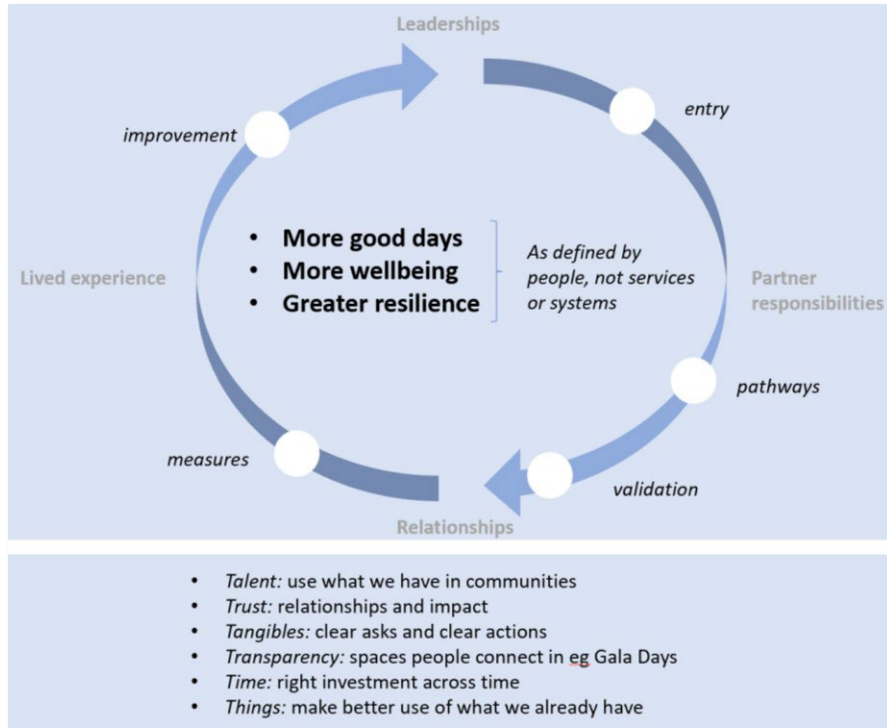 Leaderships
entry
improvement
• More good days
• More wellbeing
• Greater resilience
As defined by
people, not services
or systems
Lived experience
Partner
responsibilities
pathways
measures
validation
Relationships
• Talent: use what we have in communities
• Trust: relationships and impact
• Tangibles: clear asks and clear actions
• Transparency: spaces people connect in eg Gala Days
• Time: right investment across time
• Things: make better use of what we already have